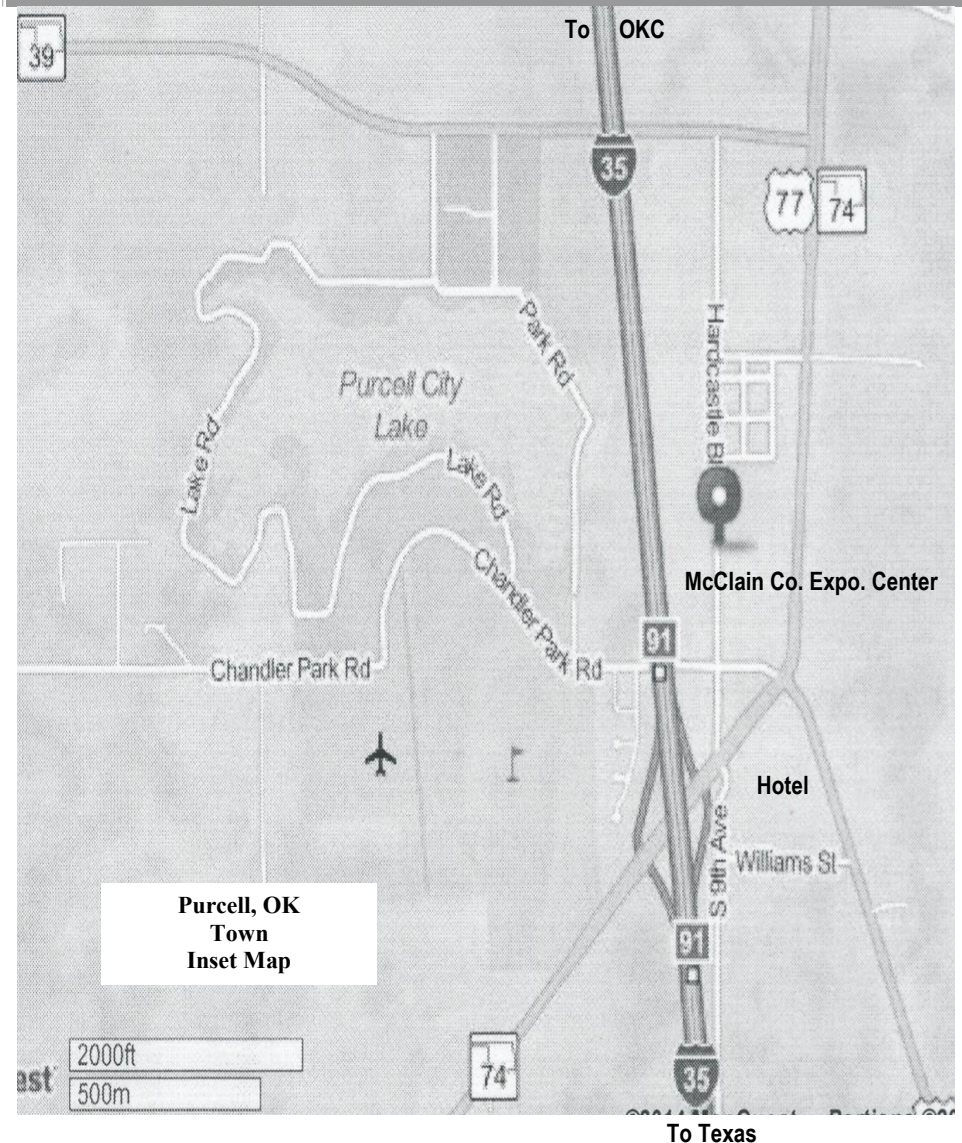 To OKC
39
35
77
74
Hardcastle Bl
Park Rd
Purcell City
Lake
Lake Rd
Lake Rd
Chandler Park Rd
McClain Co. Expo. Center
91
Chandler Park Rd
Hotel
S 9th Ave
Williams St
Purcell, OK
Town
Inset Map
91
2000ft
500m
74
35
To Texas